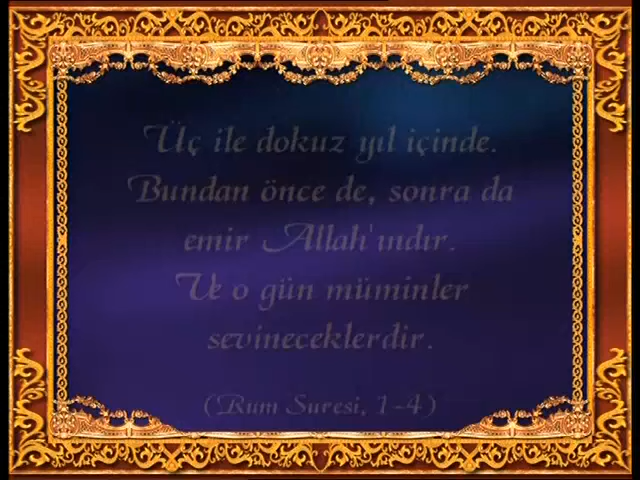 Üç ile dokuz yıl içinde.
Bundan önce de, sonra da
emir Allah'ındır.
Ve o gün müminler
sevineceklerdir.
(Rum Suresi, 1-4)